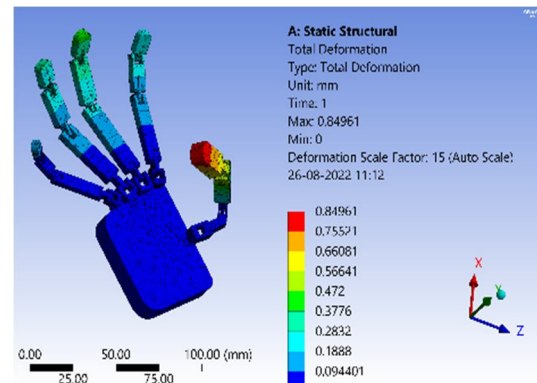 A: Static Structural
Total Deformation
Type: Total Deformation
Unit: mm
Time: 1
Max: 0.84961
Min: 0
Deformation Scale Factor: 15 (Auto Scale)
26-08-2022 11:12
0.84961
0.75521
0.66081
0.56641
0.472
0.3776
0.2832
0.1888
0.094401
X
Y
Z
0.00
50.00
100.00 (mm)
25.00
75.00